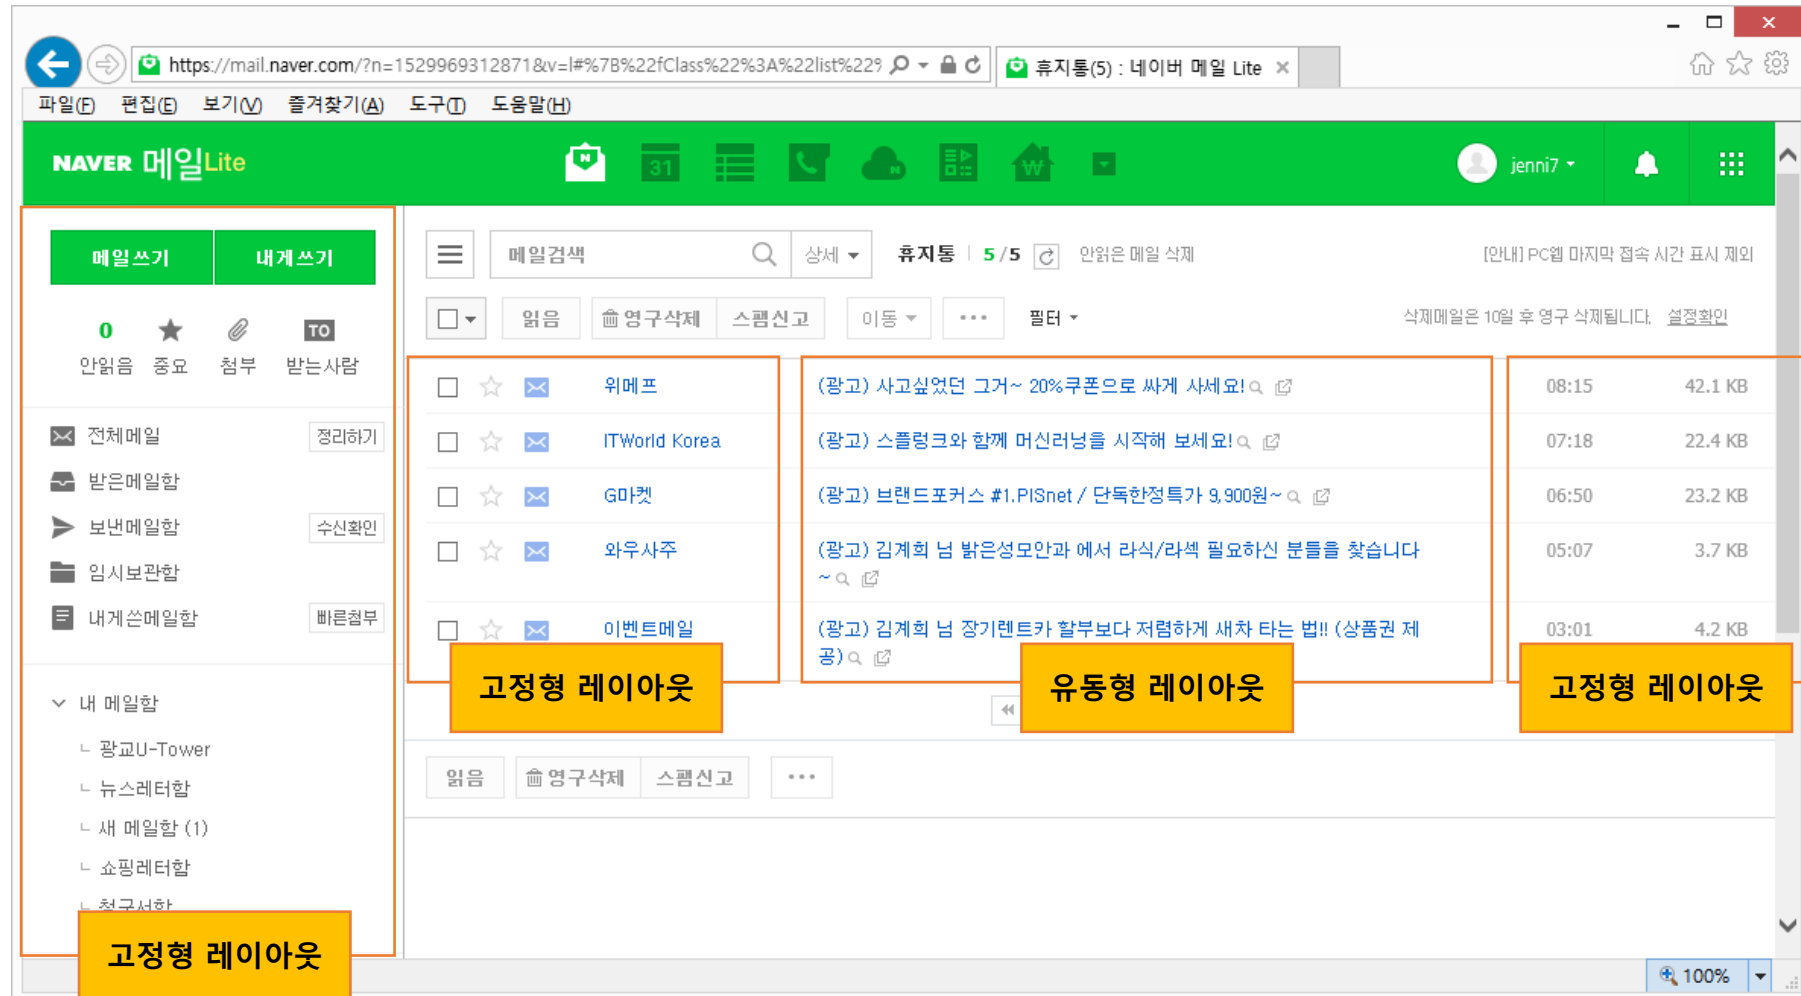 https://mail.naver.com/?n=1529969312871&v=l#%7B%22fClass%22%3A%22list%22%
휴지통(5) : 네이버 메일 Lite
파일(F) 편집(E) 보기(V) 즐겨찾기(A) 도구(T) 도움말(H)
NAVER 메일Lite
31
jenni7
메일쓰기 내게쓰기
메일검색 상세 휴지통 5/5 안읽은 메일 삭제 [안내] PC웹 마지막 접속 시간 표시 제외
읽음 영구삭제 스팸신고 이동 ··· 필터 삭제메일은 10일 후 영구 삭제됩니다. 설정확인
0 TO
안읽음 중요 첨부 받는사람
전체메일 정리하기
받은메일함
보낸메일함 수신확인
임시보관함
내게쓴메일함 빠른첨부
내 메일함
광교U-Tower
뉴스레터함
새 메일함 (1)
쇼핑레터함
청구서함
고정형 레이아웃
위메프 (광고) 사고싶었던 그거~ 20%쿠폰으로 싸게 사세요! 08:15 42.1 KB
ITWorld Korea (광고) 스플렁크와 함께 머신러닝을 시작해 보세요! 07:18 22.4 KB
G마켓 (광고) 브랜드포커스 #1.PISnet / 단독한정특가 9,900원~ 06:50 23.2 KB
와우사주 (광고) 김계희 님 밝은성모안과 에서 라식/라섹 필요하신 분들을 찾습니다 05:07 3.7 KB
~
이벤트메일 (광고) 김계희 님 장기렌트카 할부보다 저렴하게 새차 타는 법!! (상품권 제 03:01 4.2 KB
공)
고정형 레이아웃 유동형 레이아웃 고정형 레이아웃
읽음 영구삭제 스팸신고 ···
100%